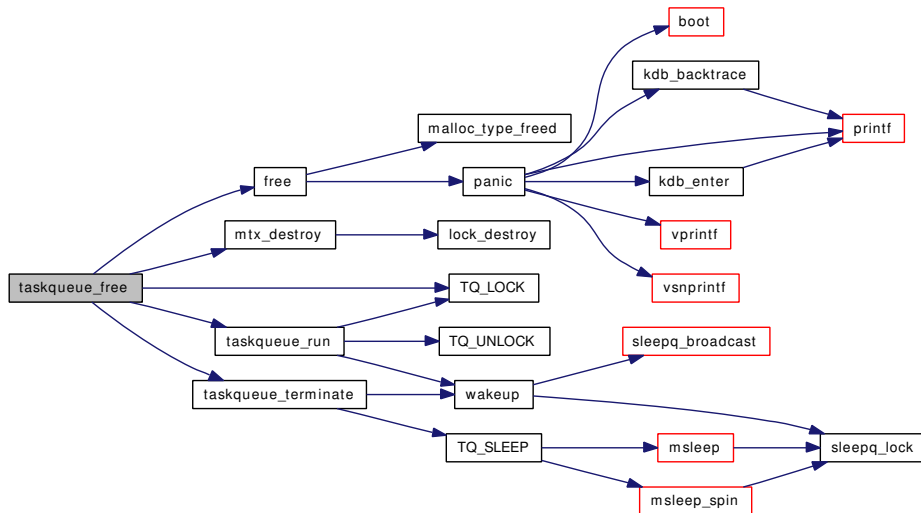 boot
kdb_backtrace
malloc_type_freed
printf
free
panic
kdb_enter
mtx_destroy
lock_destroy
vprintf
taskqueue_free
TQ_LOCK
vsnprintf
taskqueue_run
TQ_UNLOCK
sleepq_broadcast
taskqueue_terminate
wakeup
TQ_SLEEP
msleep
sleepq_lock
msleep_spin